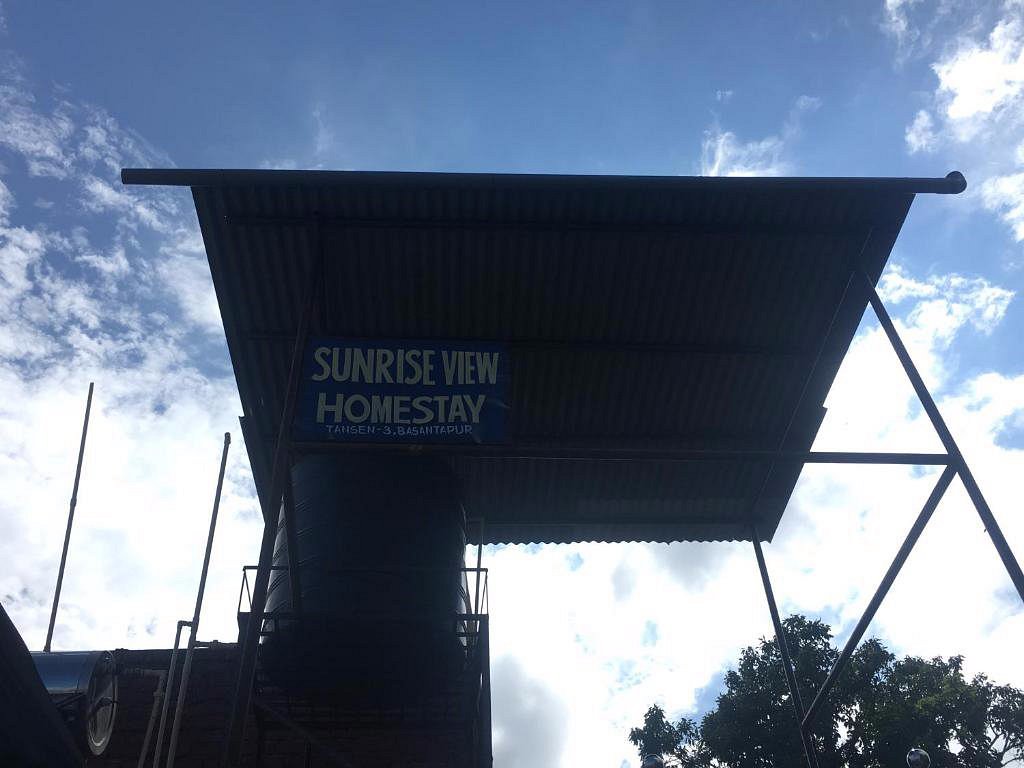 SUNRISE VIEW
HOMESTAY
TANSEN-3, BASANTAPUR